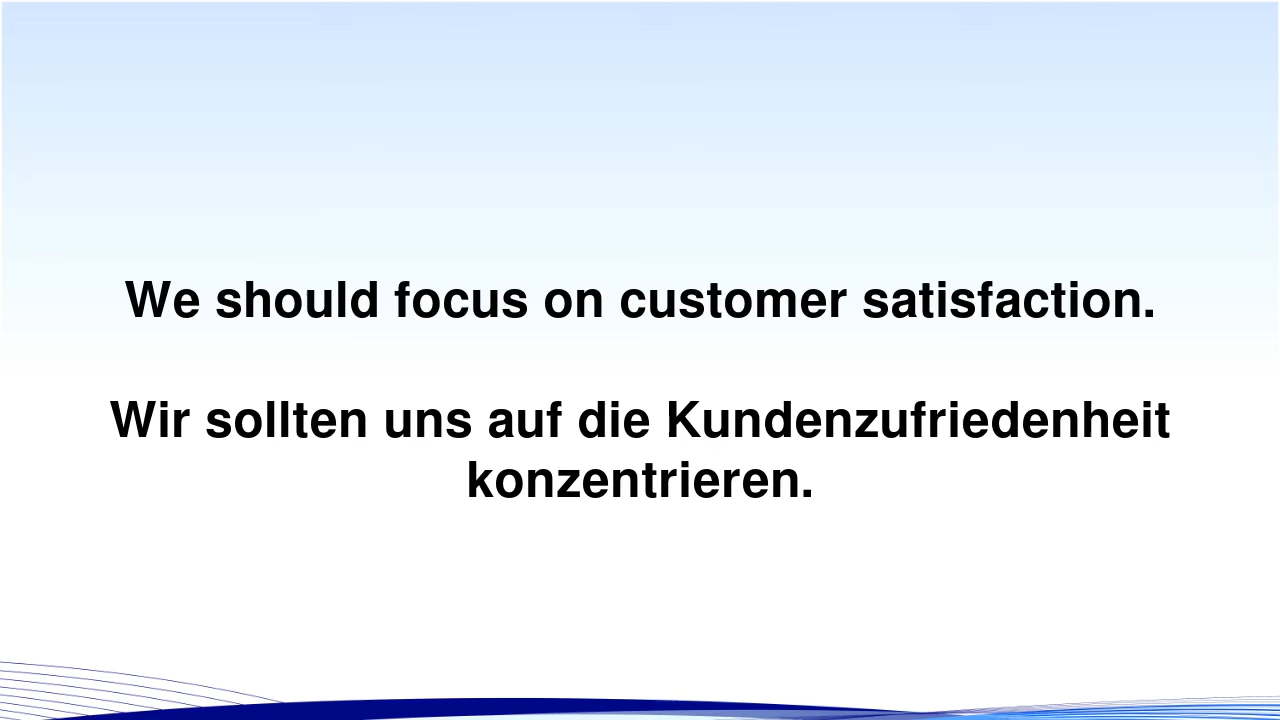 We should focus on customer satisfaction.
Wir sollten uns auf die Kundenzufriedenheit
konzentrieren.